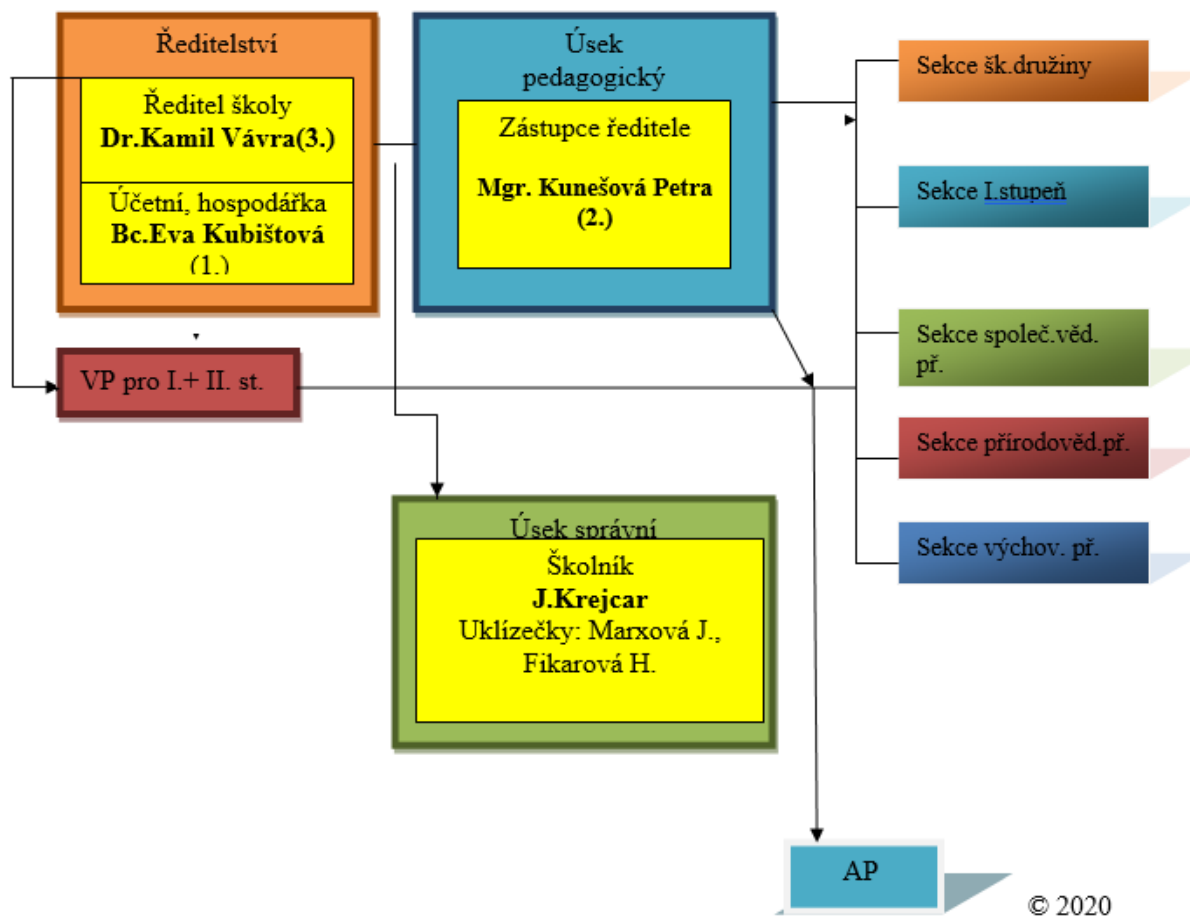 Ředitelství
Ředitel školy
Dr.Kamil Vávra(3.)
Účetní, hospodářka
Bc.Eva Kubištová
(1.)
Úsek
pedagogický
Zástupce ředitele
Mgr. Kunešová Petra
(2.)
Sekce šk.družiny
Sekce I.stupeň
Sekce společ.věd.
př.
Sekce přírodověd.př.
Sekce výchov. př.
VP pro I.+ II. st.
Úsek správní
Školník
J.Krejcar
Uklízečky: Marxová J.,
Fikarová H.
AP
© 2020